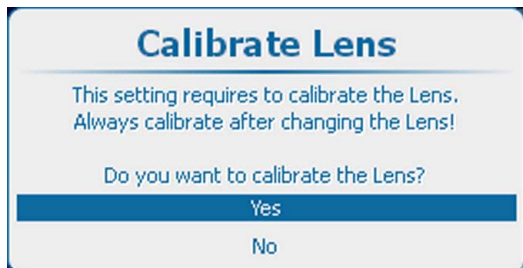 Calibrate Lens
This setting requires to calibrate the Lens.
Always calibrate after changing the Lens!
Do you want to calibrate the Lens?
Yes
No